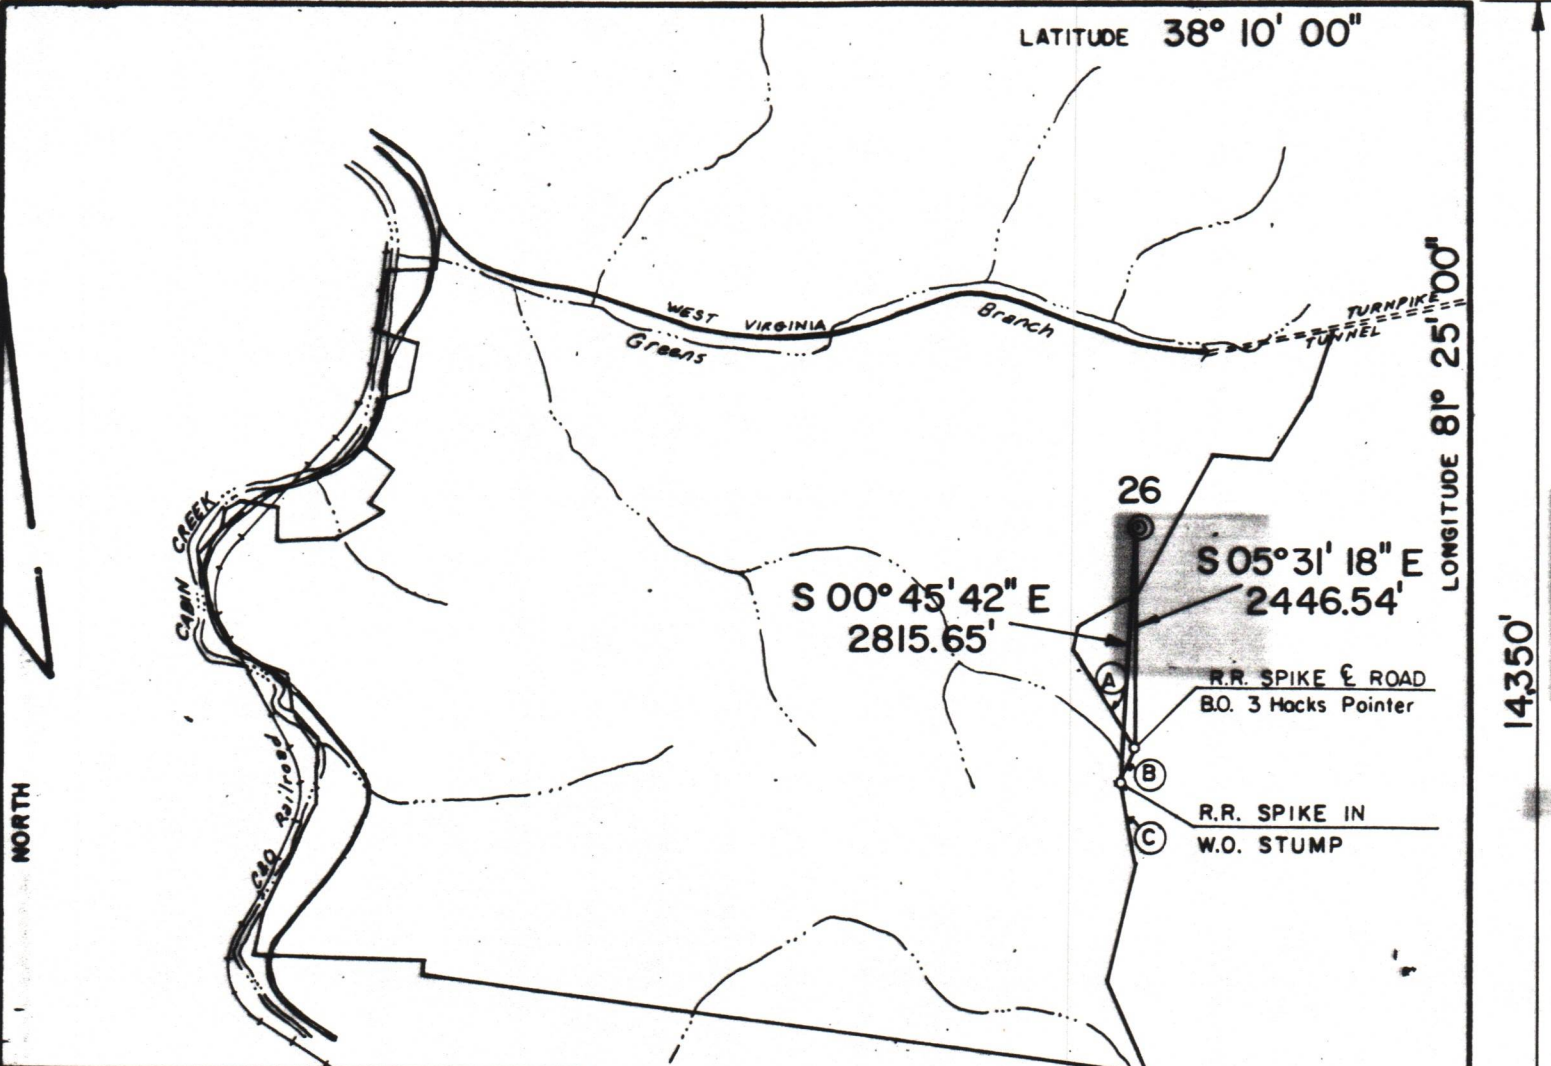 LATITUDE 38° 10' 00"
LONGITUDE 81° 25' 00"
WEST VIRGINIA
TURNPIKE
TUNNEL
Greens Branch
26
CREEK
CABIN
S 00° 45' 42" E
2815.65'
S 05° 31' 18" E
2446.54'
14,350'
A
R.R. SPIKE ℄ ROAD
B.O. 3 Hacks Pointer
B
R.R. SPIKE IN
W.O. STUMP
C
C&O Railroad
NORTH